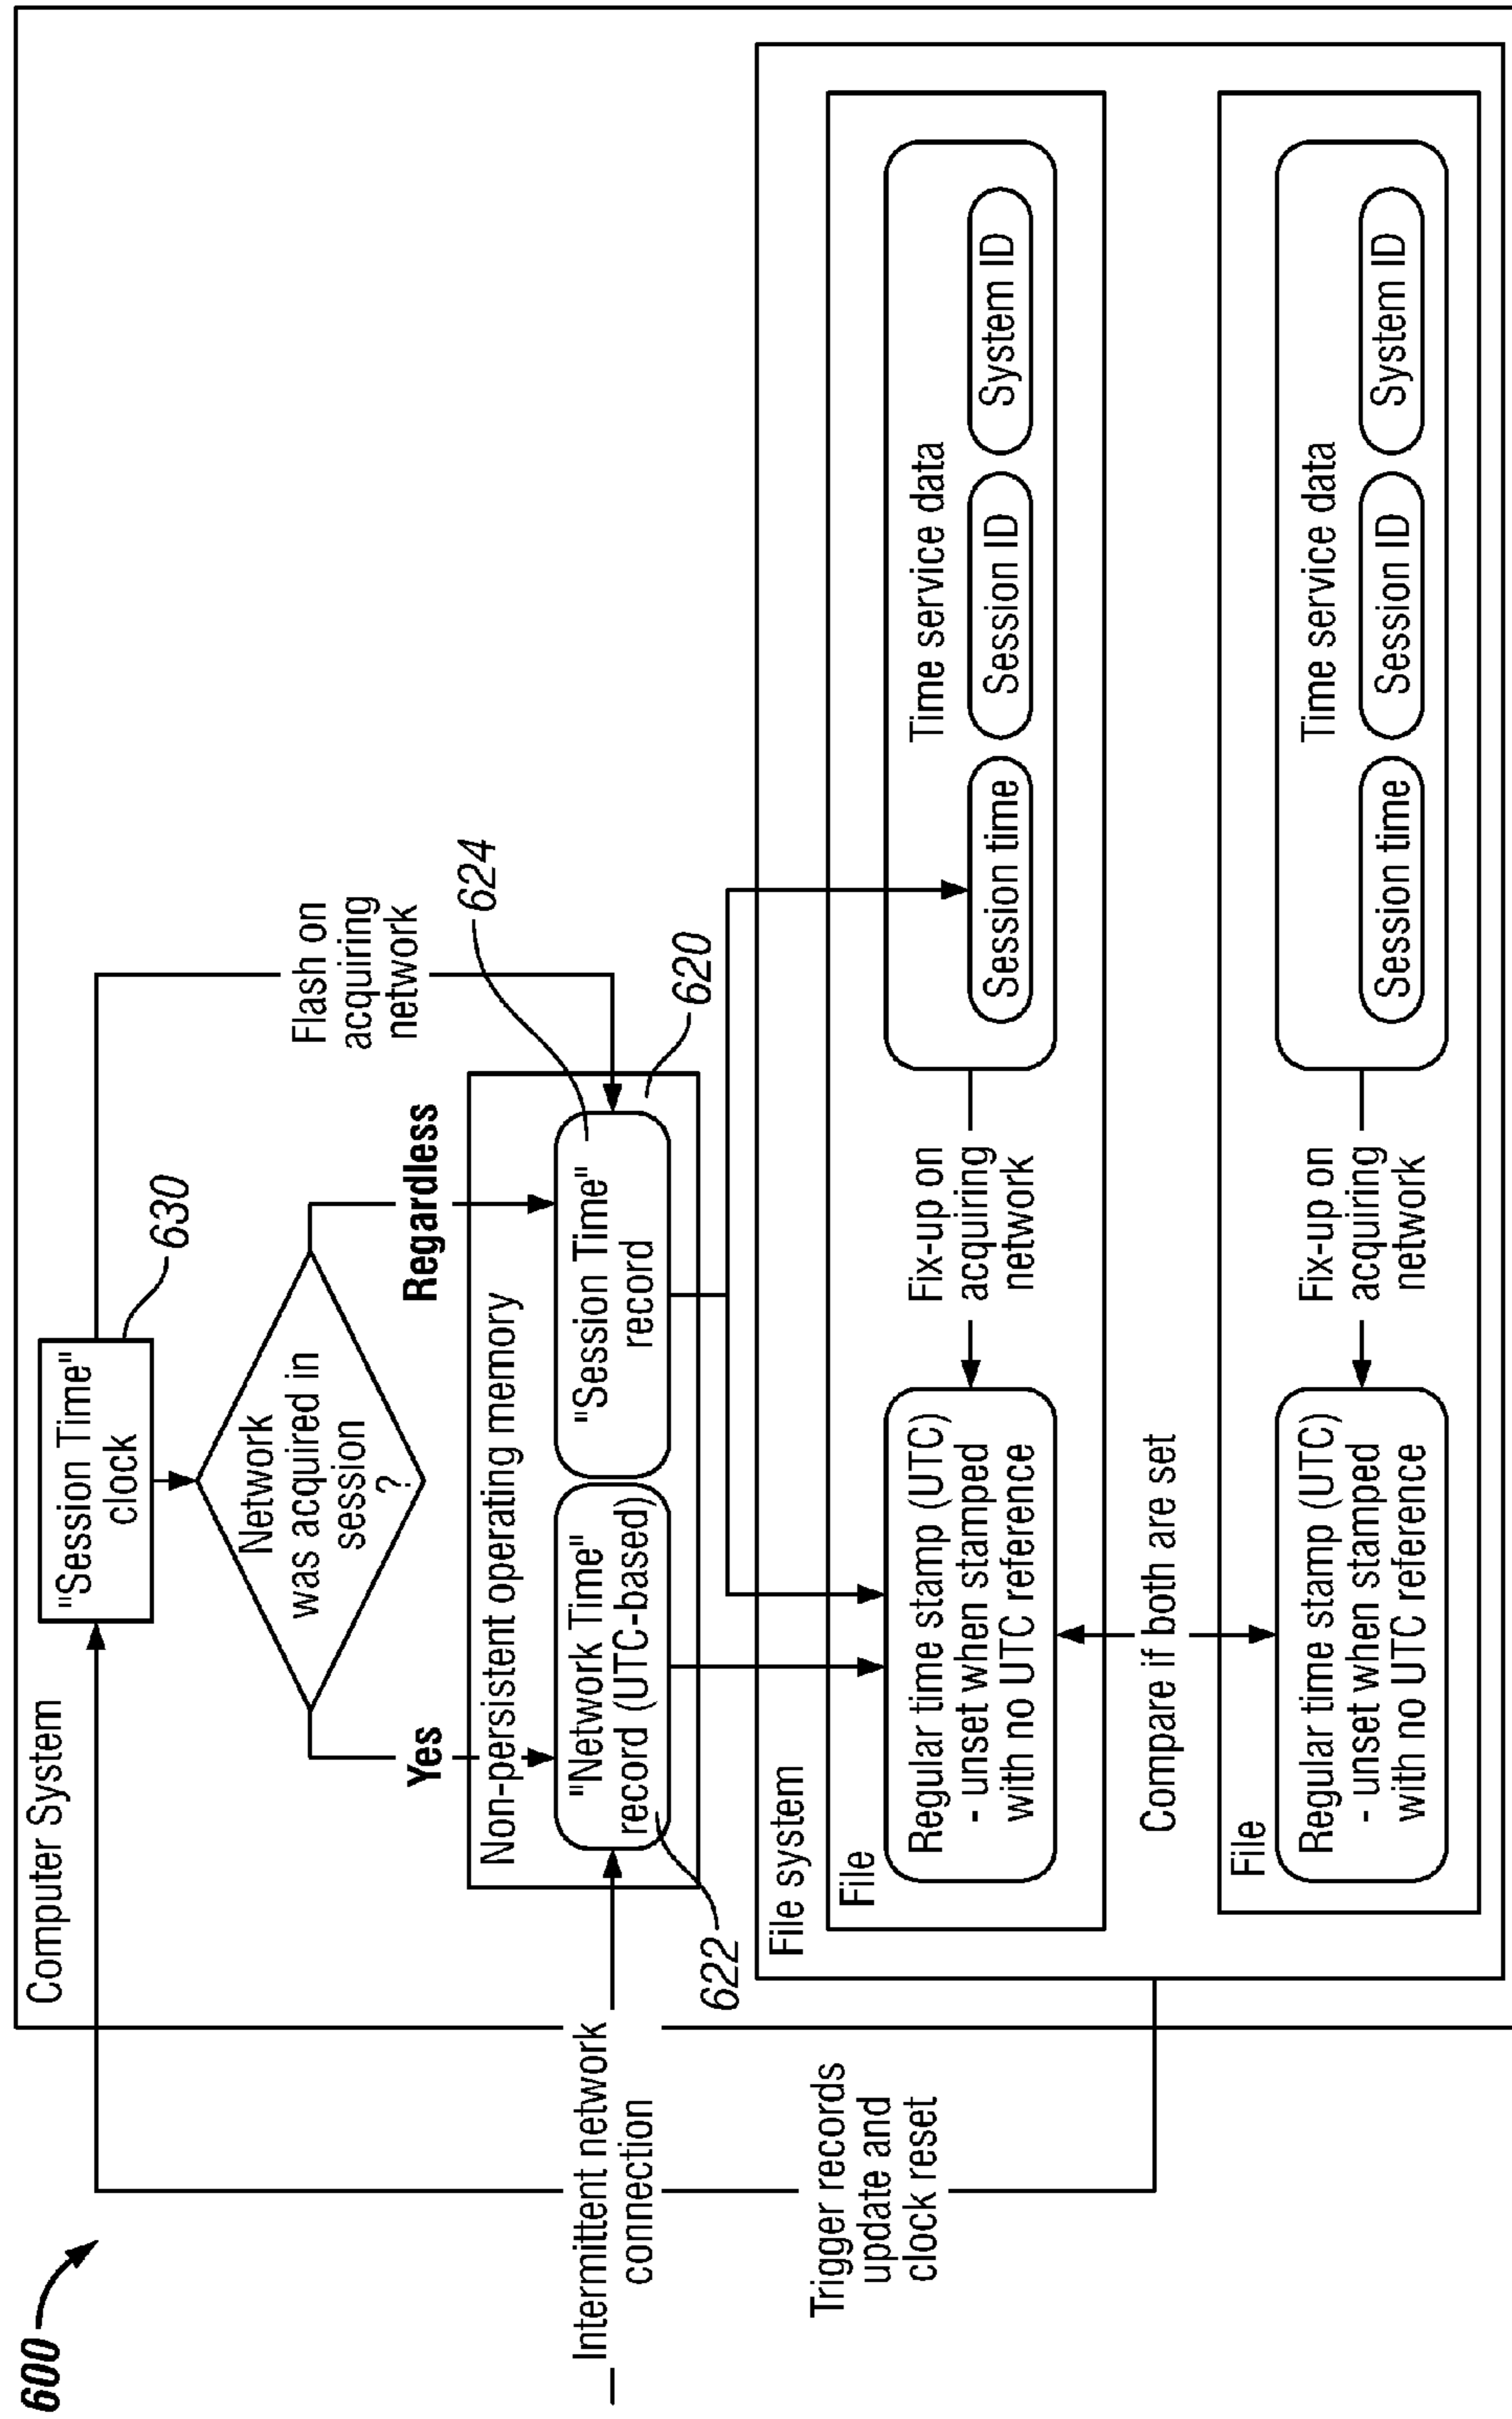 600
Computer System
"Session Time"
clock
630
Network
was acquired in
session
?
Yes
Regardless
Flash on
acquiring
network
Non-persistent operating memory
"Network Time"
record (UTC-based)
"Session Time"
record
624
620
622
Intermittent network
connection
Trigger records
update and
clock reset
File system
File
Regular time stamp (UTC)
- unset when stamped
with no UTC reference
Fix-up on
acquiring
network
Time service data
Session time
Session ID
System ID
Compare if both are set
File
Regular time stamp (UTC)
- unset when stamped
with no UTC reference
Fix-up on
acquiring
network
Time service data
Session time
Session ID
System ID